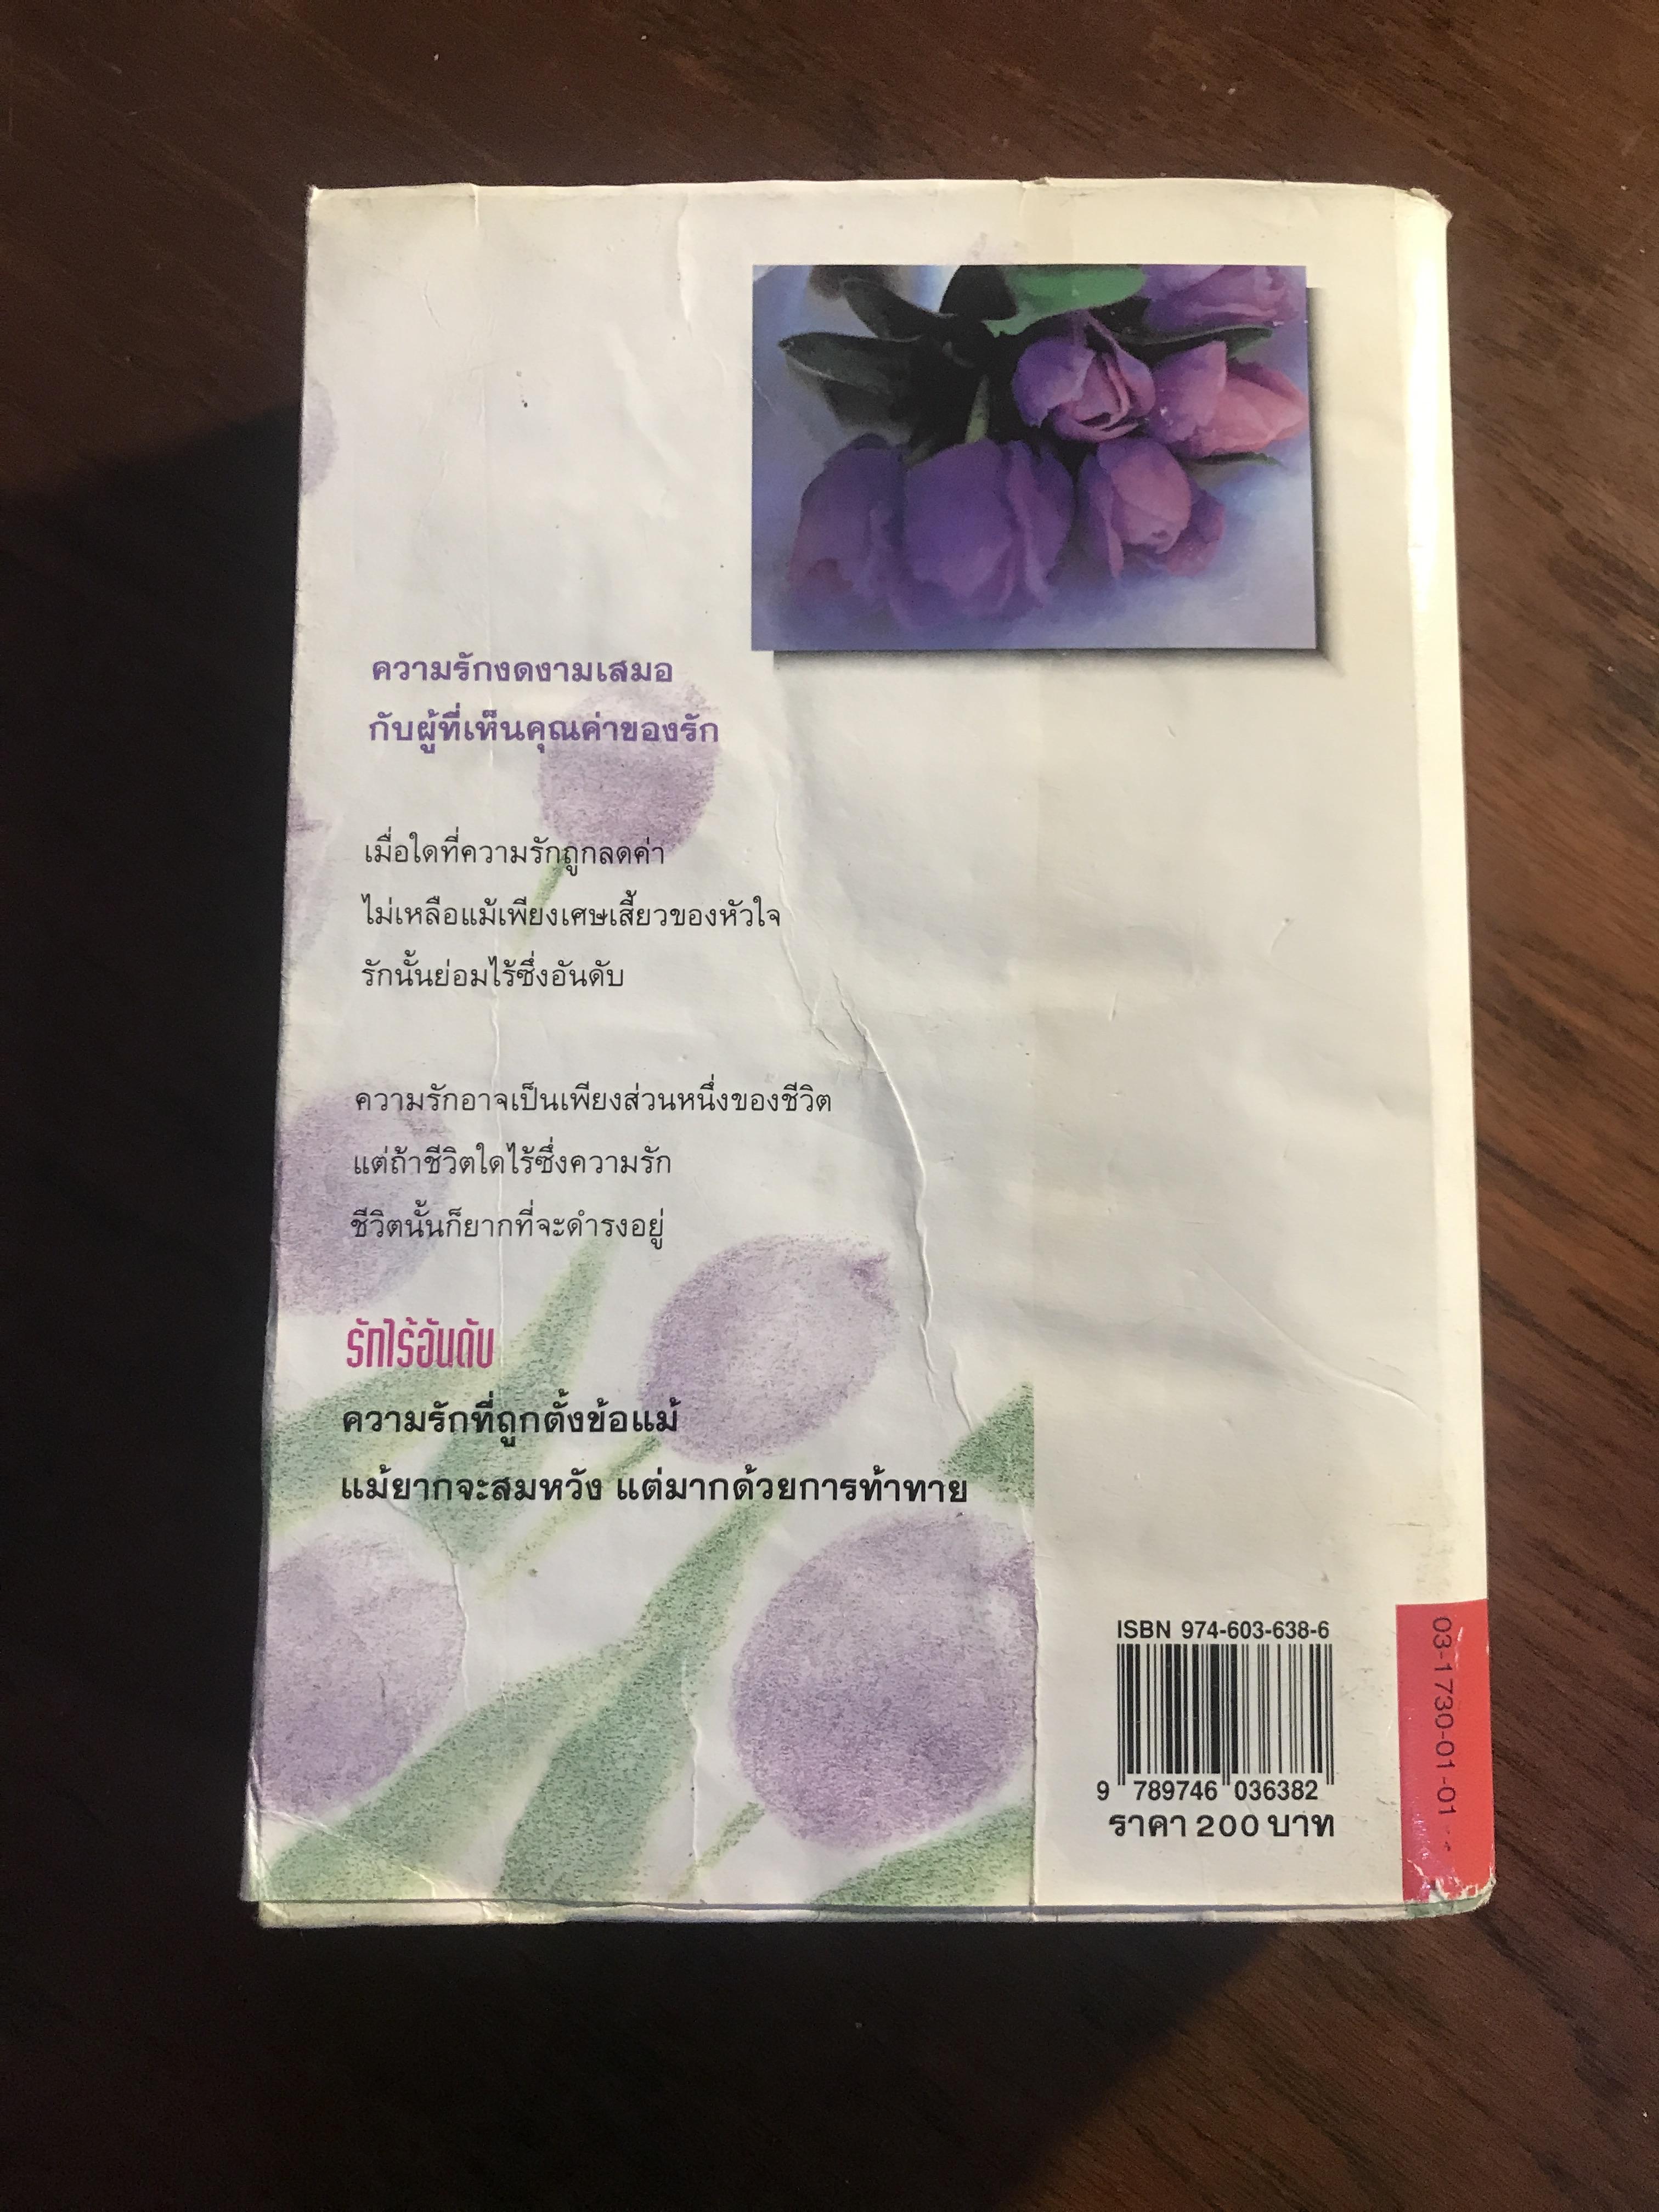 ความรักงดงามเสมอ
กับผู้ที่เห็นคุณค่าของรัก
เมื่อใดที่ความรักถูกลดค่า
ไม่เหลือแม้เพียงเศษเสี้ยวของหัวใจ
รักนั้นย่อมไร้ซึ่งอันดับ
ความรักอาจเป็นเพียงส่วนหนึ่งของชีวิต
แต่ถ้าชีวิตใดไร้ซึ่งความรัก
ชีวิตนั้นก็ยากที่จะดำรงอยู่
รักไร้อันดับ
ความรักที่ถูกตั้งข้อแม้
แม้ยากจะสมหวัง แต่มากด้วยการท้าทาย
ISBN 974-603-638-6
9 789746 036382
ราคา 200 บาท
03-1730-01-01